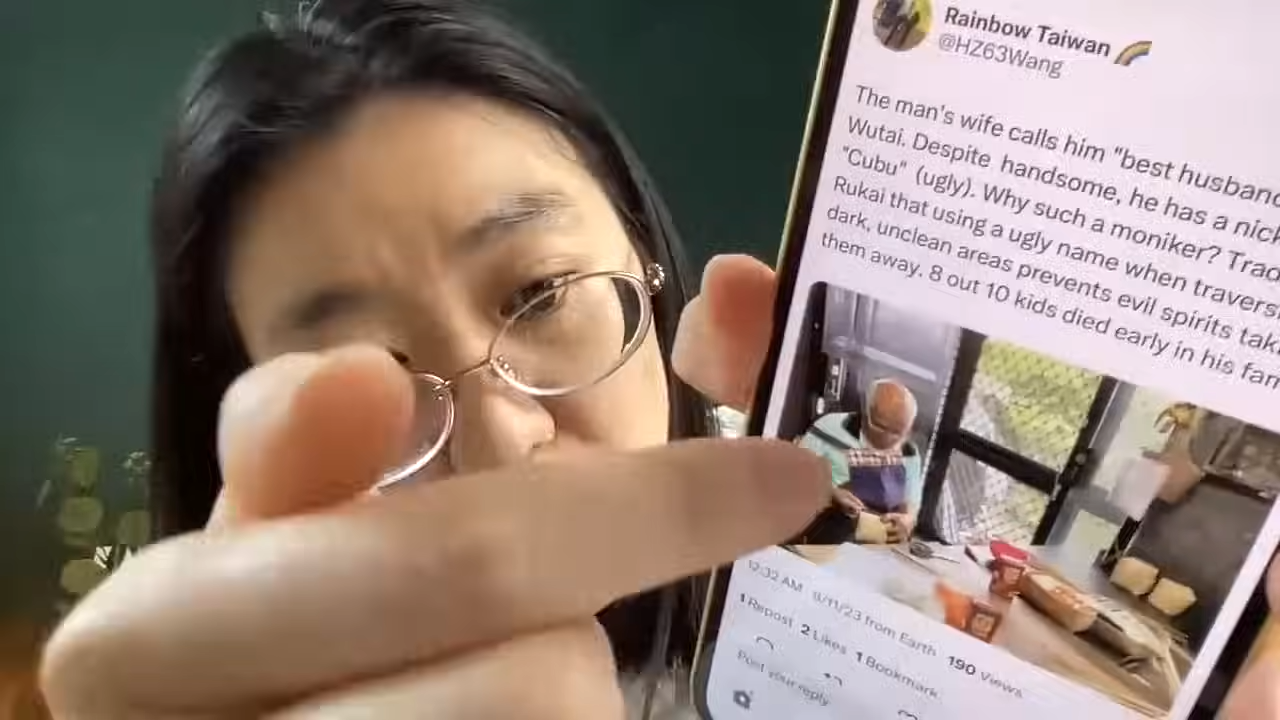 Rainbow Taiwan 🌈
@HZ63Wang
The man's wife calls him "best husband
Wutai. Despite handsome, he has a nick
"Cubu" (ugly). Why such a moniker? Trad
Rukai that using a ugly name when travers
dark, unclean areas prevents evil spirits taki
them away. 8 out 10 kids died early in his fam
12:32 AM 9/11/23 from Earth 190 Views
1 Repost 2 Likes 1 Bookmark
Post your reply